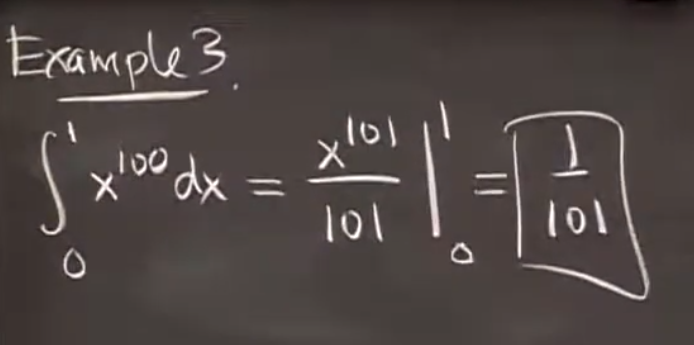 Example 3.
∫₀¹ x¹⁰⁰ dx = x¹⁰¹/101 |₀¹ = 1/101